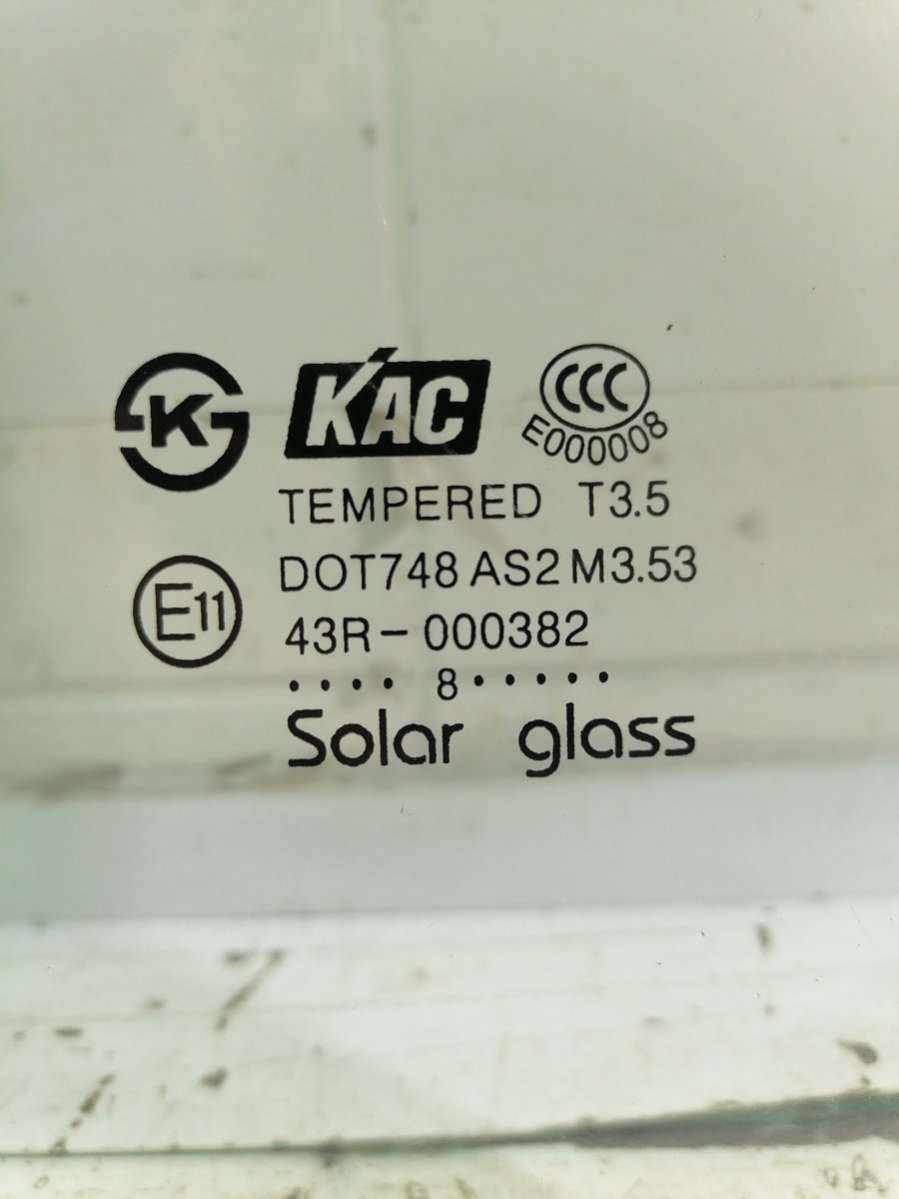 K KAC CCC
E000008
TEMPERED T3.5
DOT748 AS2 M3.53
E11 43R-000382
.... 8.....
Solar glass